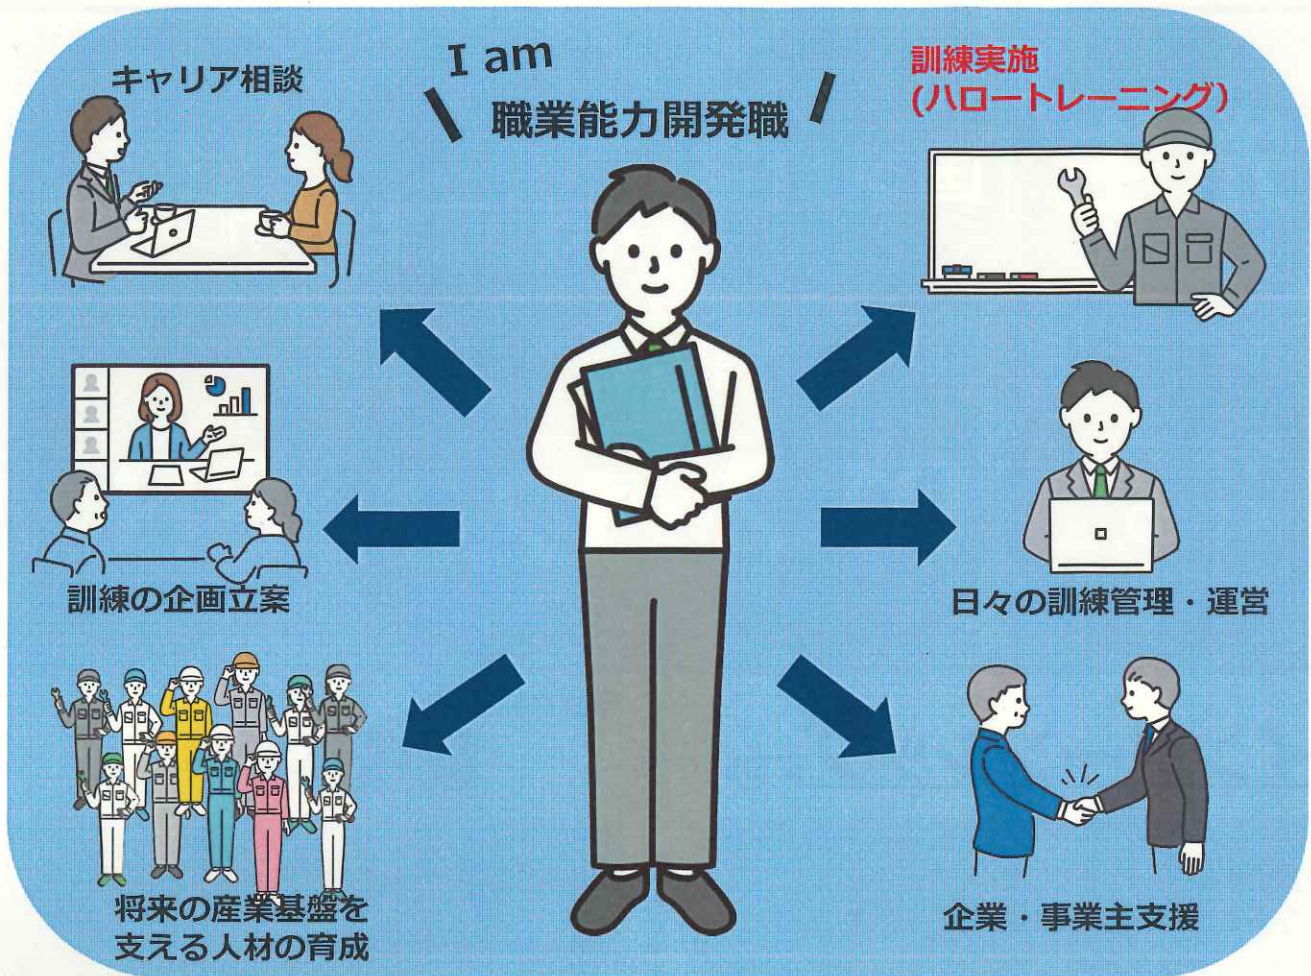 I am
職業能力開発職
キャリア相談
訓練実施
(ハロートレーニング)
訓練の企画立案
日々の訓練管理・運営
将来の産業基盤を
支える人材の育成
企業・事業主支援